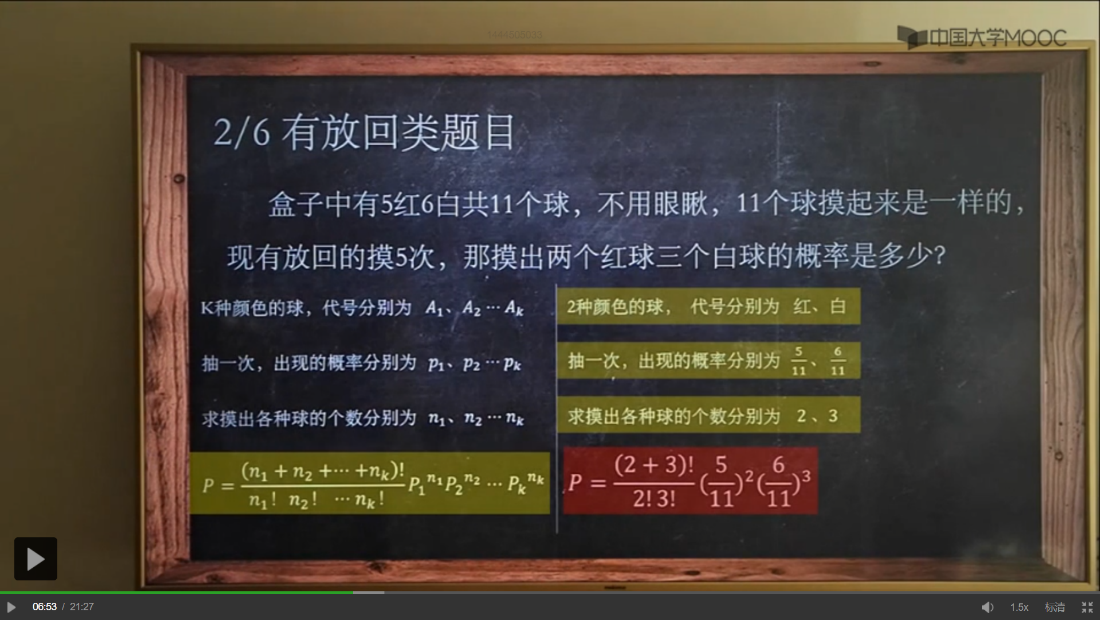 中国大学MOOC
2/6 有放回类题目
盒子中有5红6白共11个球，不用眼瞅，11个球摸起来是一样的，
现有放回的摸5次，那摸出两个红球三个白球的概率是多少？
K种颜色的球，代号分别为 A₁、A₂ ⋯ Aₖ
抽一次，出现的概率分别为 p₁、p₂ ⋯ pₖ
求摸出各种球的个数分别为 n₁、n₂ ⋯ nₖ
P = (n₁ + n₂ +⋯ +nₖ)! / n₁! n₂! ⋯ nₖ! P₁^n₁ P₂^n₂ ⋯ Pₖ^nₖ
2种颜色的球， 代号分别为 红、白
抽一次，出现的概率分别为 5/11、6/11
求摸出各种球的个数分别为 2、3
P = (2 + 3)! / 2! 3! (5/11)² (6/11)³
06:53 / 21:27
1.5x
标清